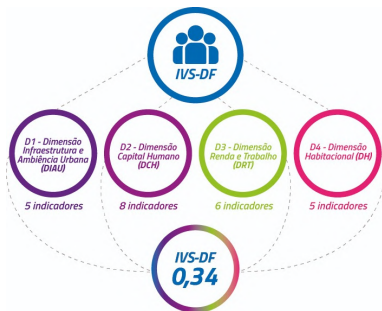 IVS-DF
D1 - Dimensão
Infraestrutura e
Ambiência Urbana
(DIAU)
5 indicadores
D2 - Dimensão
Capital Humano
(DCH)
8 indicadores
D3 - Dimensão
Renda e Trabalho
(DRT)
6 indicadores
D4 - Dimensão
Habitacional (DH)
5 indicadores
IVS-DF
0,34